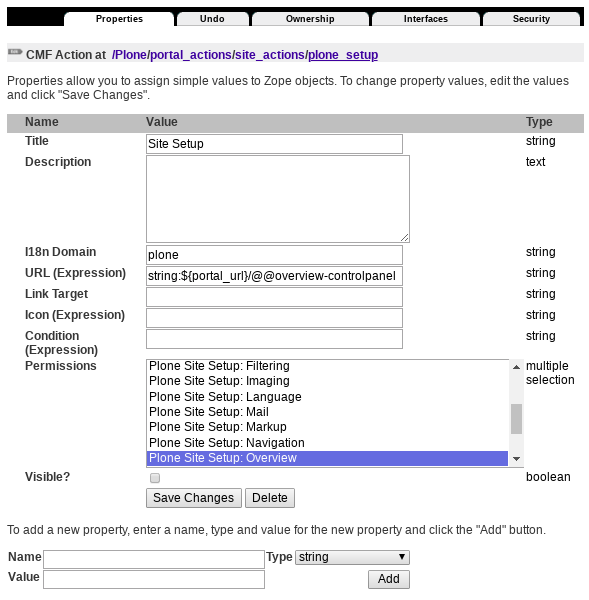 Properties Undo Ownership Interfaces Security
CMF Action at /Plone/portal_actions/site_actions/plone_setup
Properties allow you to assign simple values to Zope objects. To change property values, edit the values
and click "Save Changes".
Name Value Type
Title Site Setup string
Description text
I18n Domain plone string
URL (Expression) string:${portal_url}/@@overview-controlpanel string
Link Target string
Icon (Expression) string
Condition string
(Expression)
Permissions Plone Site Setup: Filtering multiple
Plone Site Setup: Imaging selection
Plone Site Setup: Language
Plone Site Setup: Mail
Plone Site Setup: Markup
Plone Site Setup: Navigation
Plone Site Setup: Overview
Visible? boolean
Save Changes Delete
To add a new property, enter a name, type and value for the new property and click the "Add" button.
Name Type string
Value Add